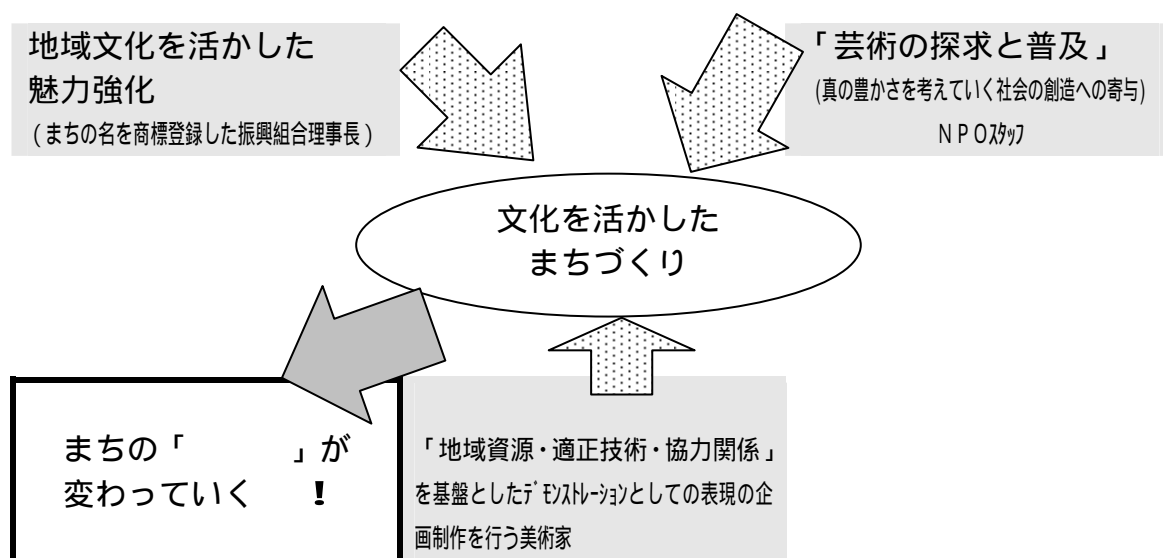 地域文化を活かした
魅力強化
（まちの名を商標登録した振興組合理事長）
「芸術の探求と普及」
(真の豊かさを考えていく社会の創造への寄与)
ＮＰＯｽﾀｯﾌ
文化を活かした
まちづくり
まちの「　　　　」が
変わっていく　！
「地域資源・適正技術・協力関係」
を基盤としたﾃﾞﾓﾝｽﾄﾚｰｼｮﾝとしての表現の企
画制作を行う美術家